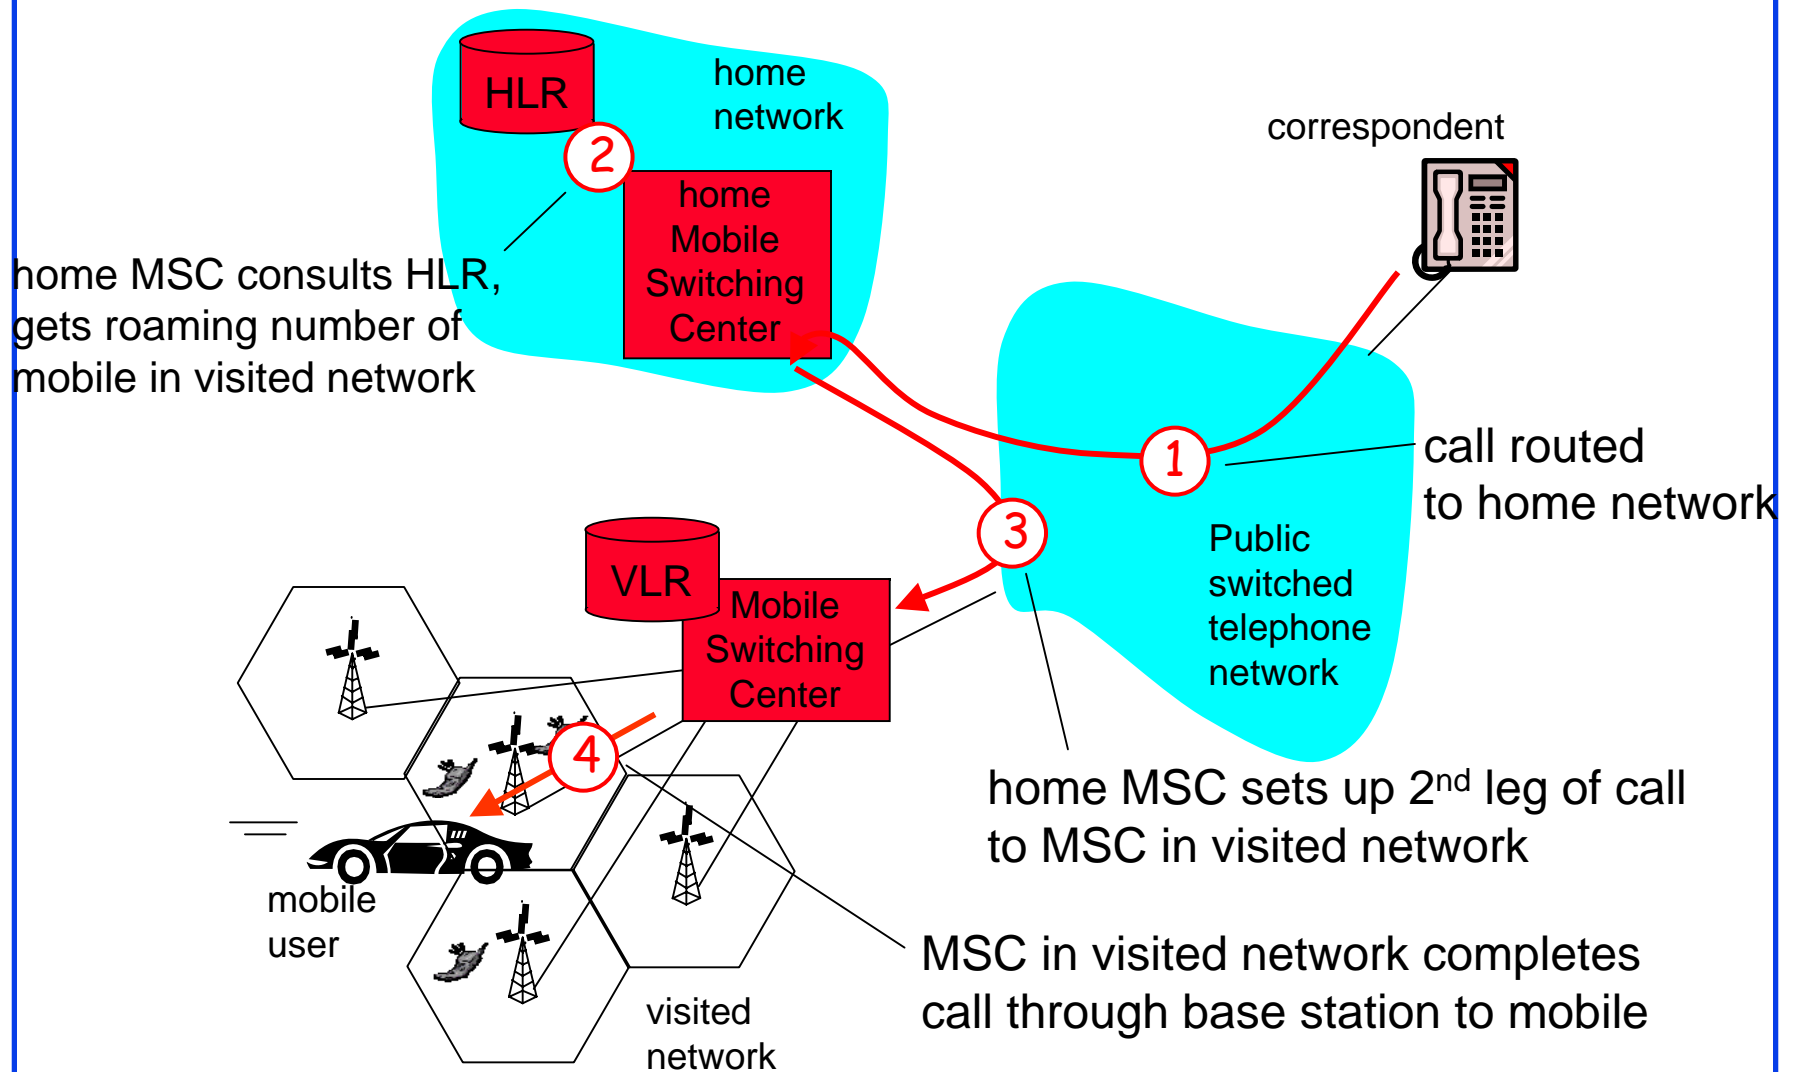 HLR
home
network
2
home
Mobile
Switching
Center
home MSC consults HLR,
gets roaming number of
mobile in visited network
correspondent
1
call routed
to home network
Public
switched
telephone
network
3
home MSC sets up 2nd leg of call
to MSC in visited network
VLR
Mobile
Switching
Center
4
mobile
user
MSC in visited network completes
call through base station to mobile
visited
network